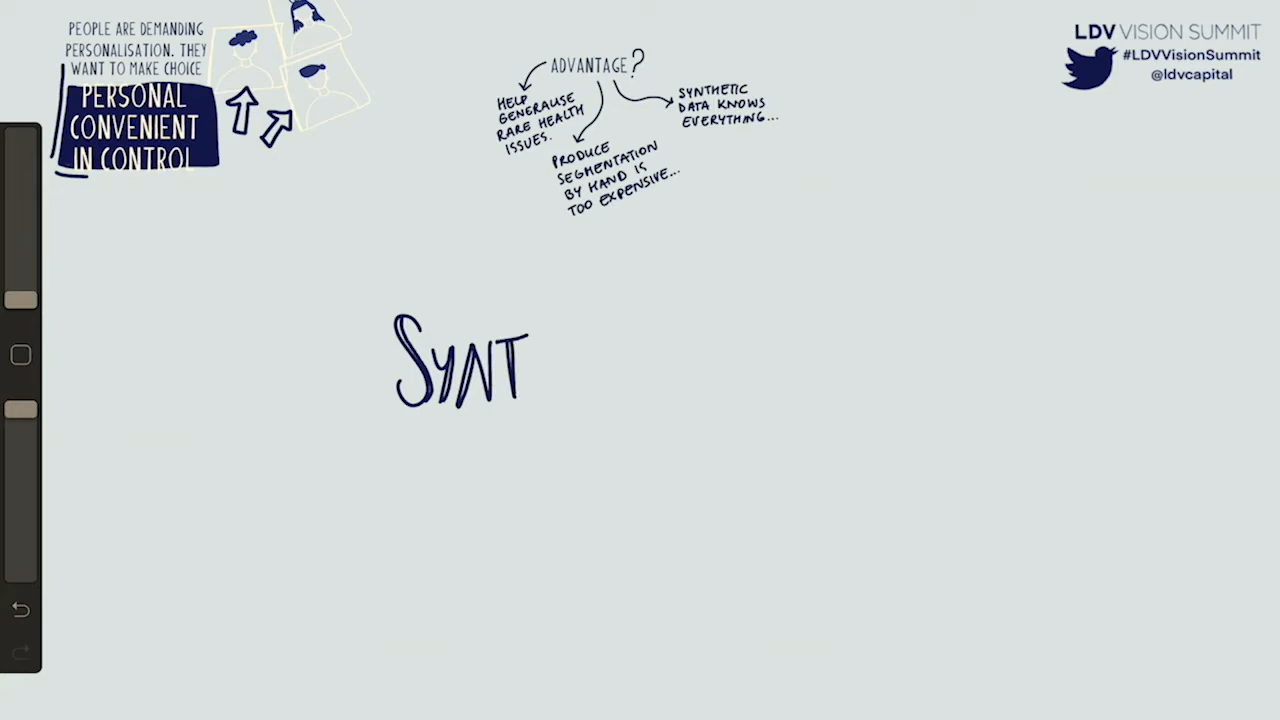 PEOPLE ARE DEMANDING
PERSONALISATION. THEY
WANT TO MAKE CHOICE
PERSONAL
CONVENIENT
IN CONTROL
ADVANTAGE?
HELP
GENERAUSE
RARE HEALTH
ISSUES.
PRODUCE
SEGMENTATION
BY HAND IS
TOO EXPENSIVE...
SYNTHETIC
DATA KNOWS
EVERYTHING...
SYNT
LDV VISION SUMMIT
#LDVVisionSummit
@ldvcapital